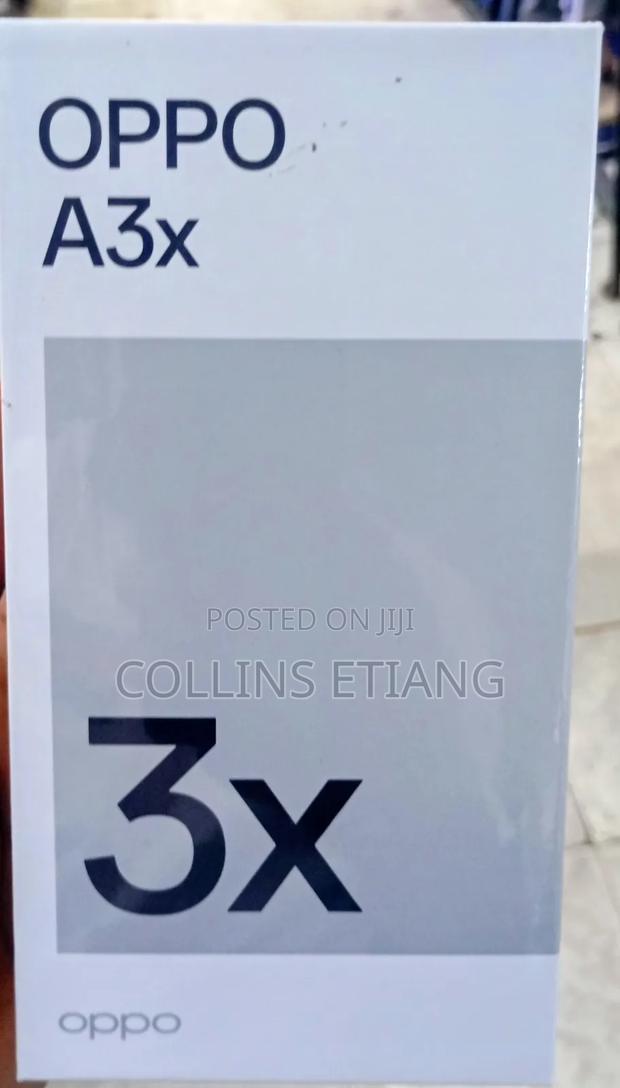 OPPO
A3x
POSTED ON JIJI
COLLINS ETIANG
3x
oppo